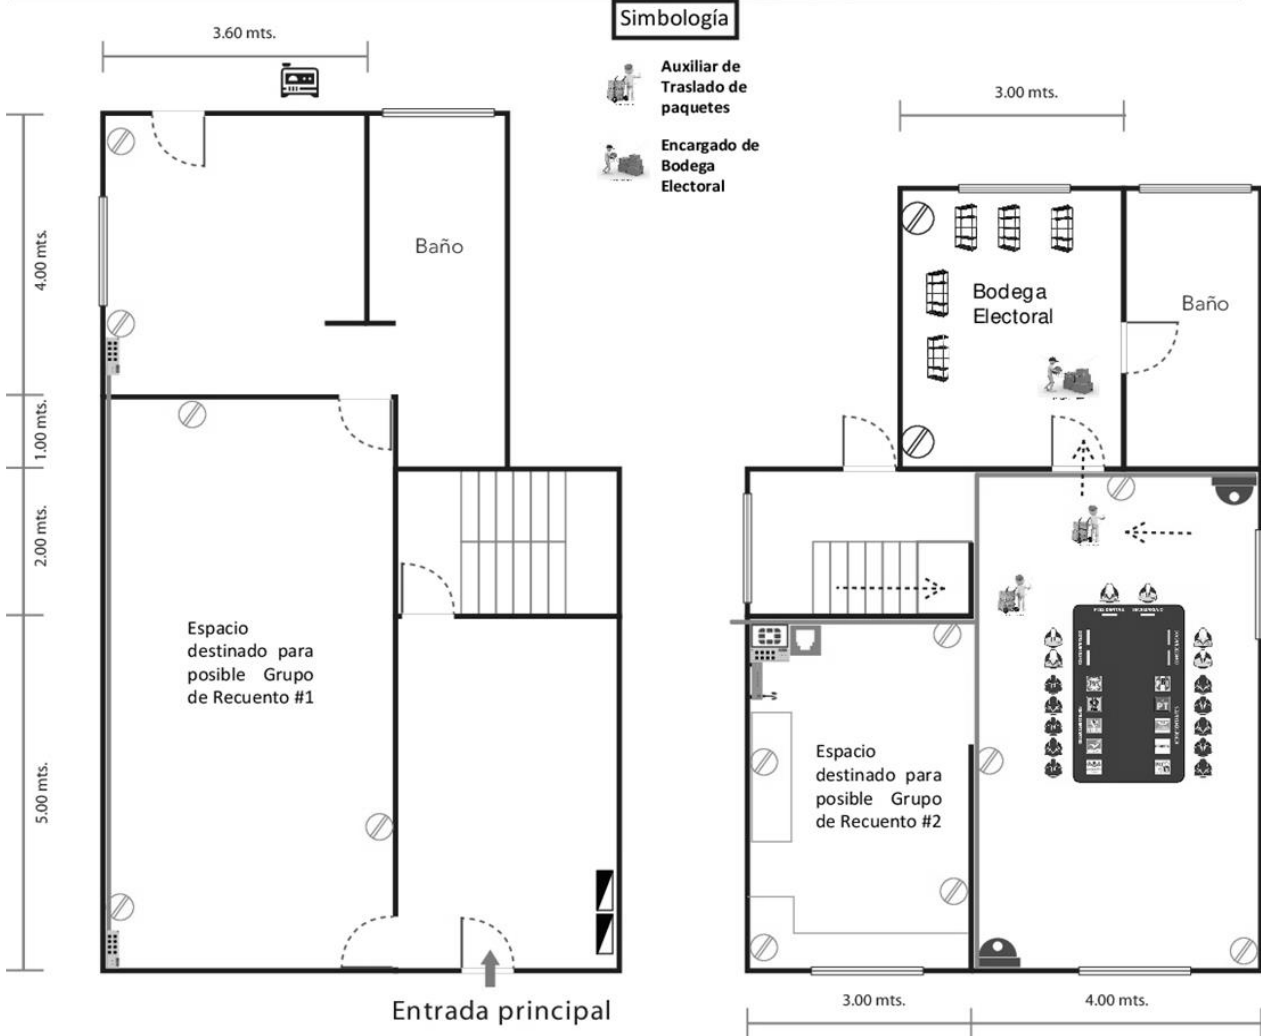 Simbología
Auxiliar de
Traslado de
paquetes
Encargado de
Bodega
Electoral
3.60 mts.
4.00 mts.
1.00 mts.
2.00 mts.
5.00 mts.
Baño
Espacio
destinado para
posible Grupo
de Recuento #1
Entrada principal
3.00 mts.
Bodega
Electoral
Baño
Espacio
destinado para
posible Grupo
de Recuento #2
PT
3.00 mts.
4.00 mts.